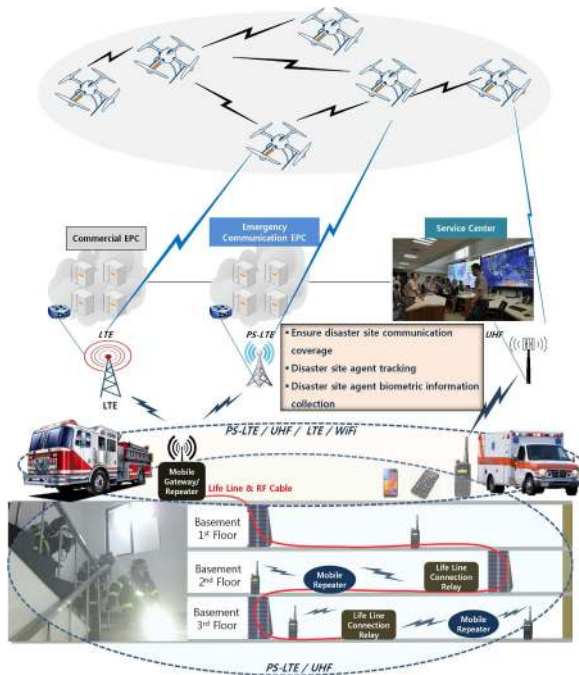 Commercial EPC
Emergency
Communication EPC
Service Center
LTE
PS-LTE
UHF
LTE
• Ensure disaster site communication
coverage
• Disaster site agent tracking
• Disaster site agent biometric information
collection
PS-LTE / UHF / LTE / WiFi
Mobile
Gateway/
Repeater
Life Line & RF Cable
Basement
1st Floor
Basement
2nd Floor
Mobile
Repeater
Life Line
Connection
Relay
Basement
3rd Floor
Life Line
Connection
Relay
Mobile
Repeater
PS-LTE / UHF